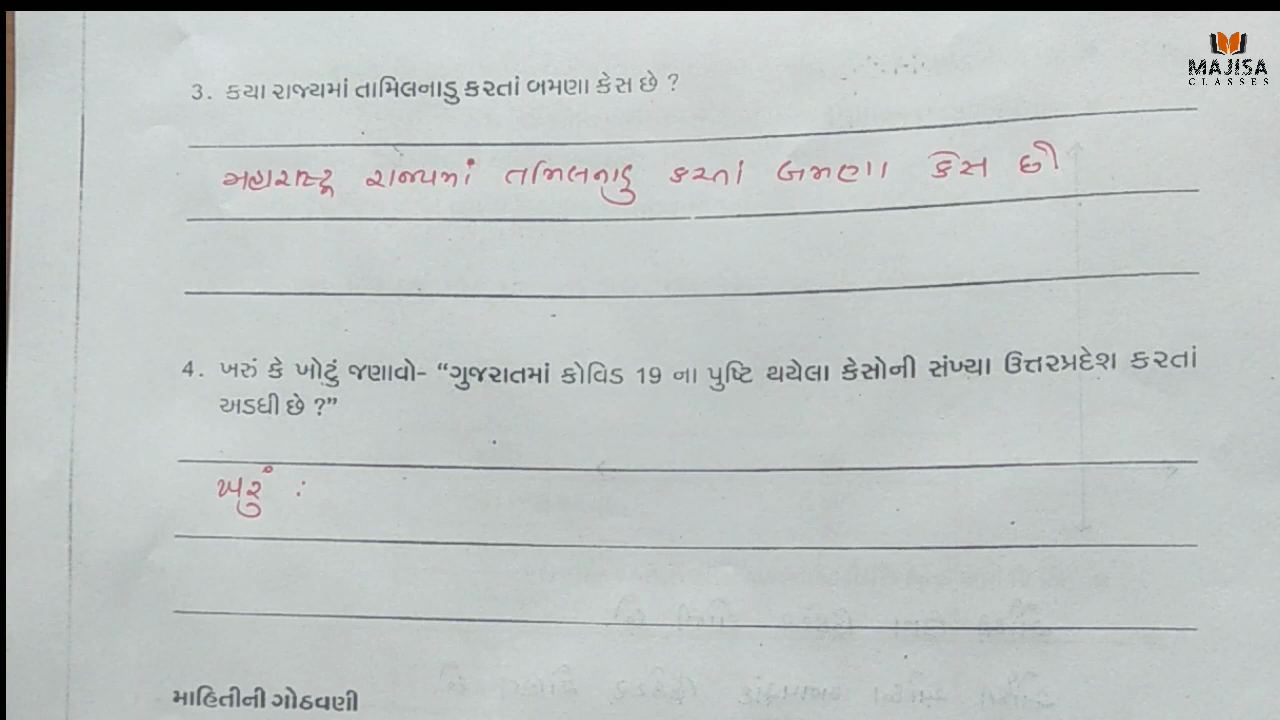 MAJISA
CLASSES
3. કયા રાજ્યમાં તામિલનાડુ કરતાં બમણા કેસ છે ?
મહારાષ્ટ્ર રાજ્યમાં તમિલનાડુ કરતાં બમણા કેસ છે
4. ખરું કે ખોટું જણાવો- “ગુજરાતમાં કોવિડ 19 ના પુષ્ટિ થયેલા કેસોની સંખ્યા ઉત્તરપ્રદેશ કરતાં
અડધી છે ?”
ખરું :
માહિતીની ગોઠવણી